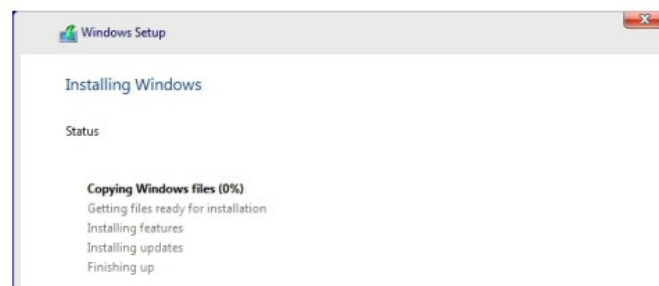 Windows Setup
Installing Windows
Status
Copying Windows files (0%)
Getting files ready for installation
Installing features
Installing updates
Finishing up